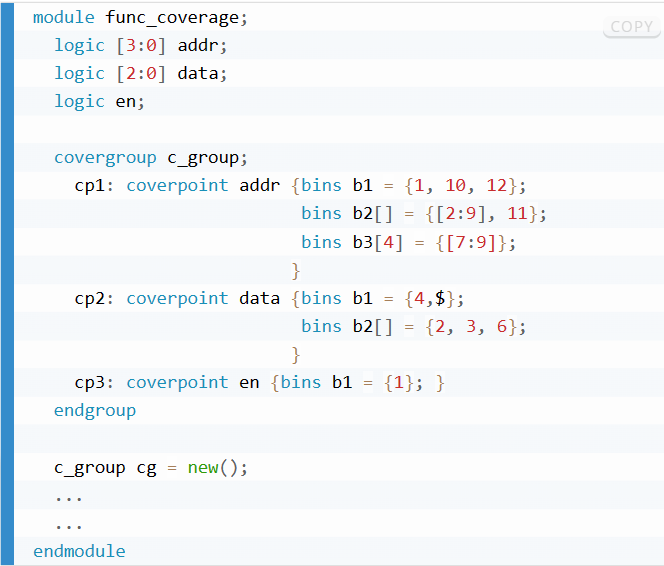 module func_coverage;
COPY
  logic [3:0] addr;
  logic [2:0] data;
  logic en;

  covergroup c_group;
    cp1: coverpoint addr {bins b1 = {1, 10, 12};
                          bins b2[] = {[2:9], 11};
                          bins b3[4] = {[7:9]};
                         }
    cp2: coverpoint data {bins b1 = {4,$};
                          bins b2[] = {2, 3, 6};
                         }
    cp3: coverpoint en {bins b1 = {1}; }
  endgroup

  c_group cg = new();
  ...
  ...
endmodule